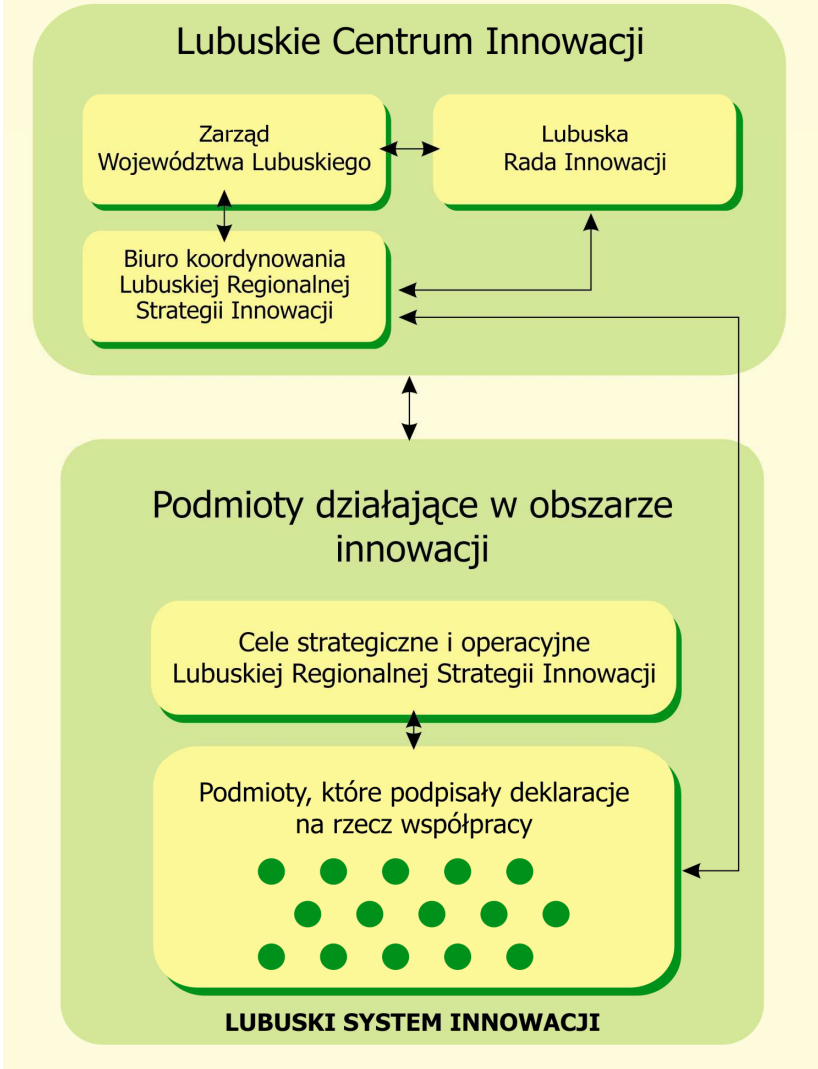 Lubuskie Centrum Innowacji
Zarząd
Województwa Lubuskiego
Lubuska
Rada Innowacji
Biuro koordynowania
Lubuskiej Regionalnej
Strategii Innowacji
Podmioty działające w obszarze
innowacji
Cele strategiczne i operacyjne
Lubuskiej Regionalnej Strategii Innowacji
Podmioty, które podpisały deklaracje
na rzecz współpracy
LUBUSKI SYSTEM INNOWACJI